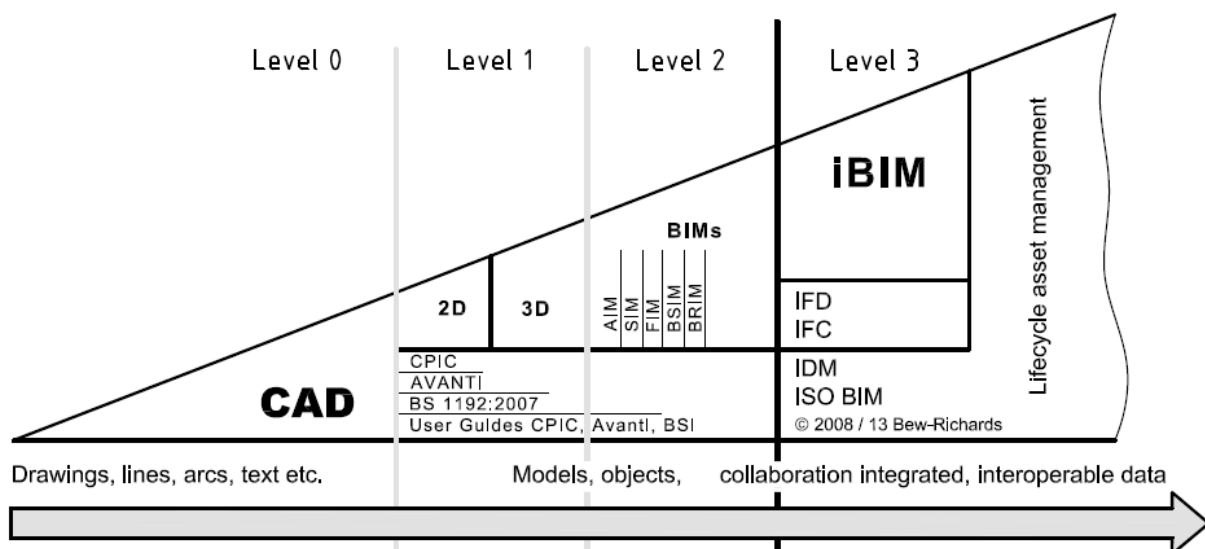 Level 0
Level 1
Level 2
Level 3
iBIM
Lifecycle asset management
BIMs
2D
3D
AIM
SIM
FIM
BSIM
BRIM
IFD
IFC
CPIC
AVANTI
BS 1192:2007
User Guides CPIC, Avanti, BSI
CAD
IDM
ISO BIM
© 2008 / 13 Bew-Richards
Drawings, lines, arcs, text etc.
Models, objects,
collaboration integrated, interoperable data